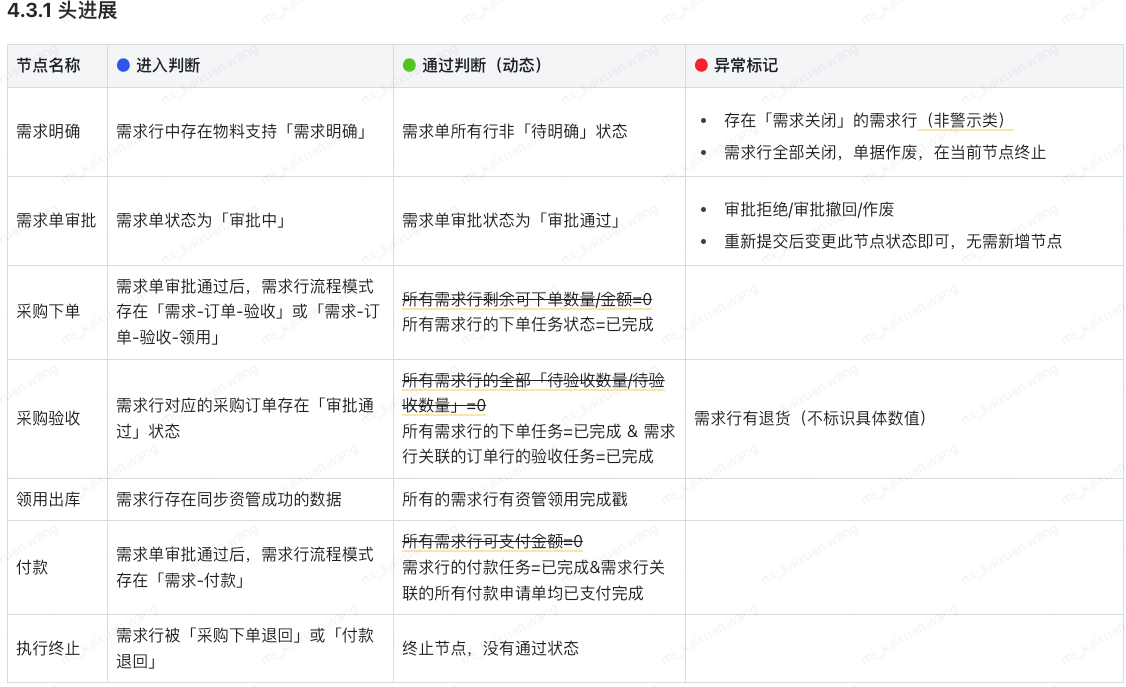 4.3.1 头进展
节点名称
进入判断
通过判断（动态）
异常标记
需求明确
需求行中存在物料支持「需求明确」
需求单所有行非「待明确」状态
• 存在「需求关闭」的需求行（非警示类）
• 需求行全部关闭，单据作废，在当前节点终止
需求单审批
需求单状态为「审批中」
需求单审批状态为「审批通过」
• 审批拒绝/审批撤回/作废
• 重新提交后变更此节点状态即可，无需新增节点
采购下单
需求单审批通过后，需求行流程模式
存在「需求-订单-验收」或「需求-订
单-验收-领用」
所有需求行剩余可下单数量/金额=0
所有需求行的下单任务状态=已完成
采购验收
需求行对应的采购订单存在「审批通
过」状态
所有需求行的全部「待验收数量/待验
收数量」=0
所有需求行的下单任务=已完成 & 需求
行关联的订单行的验收任务=已完成
需求行有退货（不标识具体数值）
领用出库
需求行存在同步资管成功的数据
所有的需求行有资管领用完成戳
付款
需求单审批通过后，需求行流程模式
存在「需求-付款」
所有需求行可支付金额=0
需求行的付款任务=已完成&需求行关
联的所有付款申请单均已支付完成
执行终止
需求行被「采购下单退回」或「付款
退回」
终止节点，没有通过状态
mi_kaixuan.wang